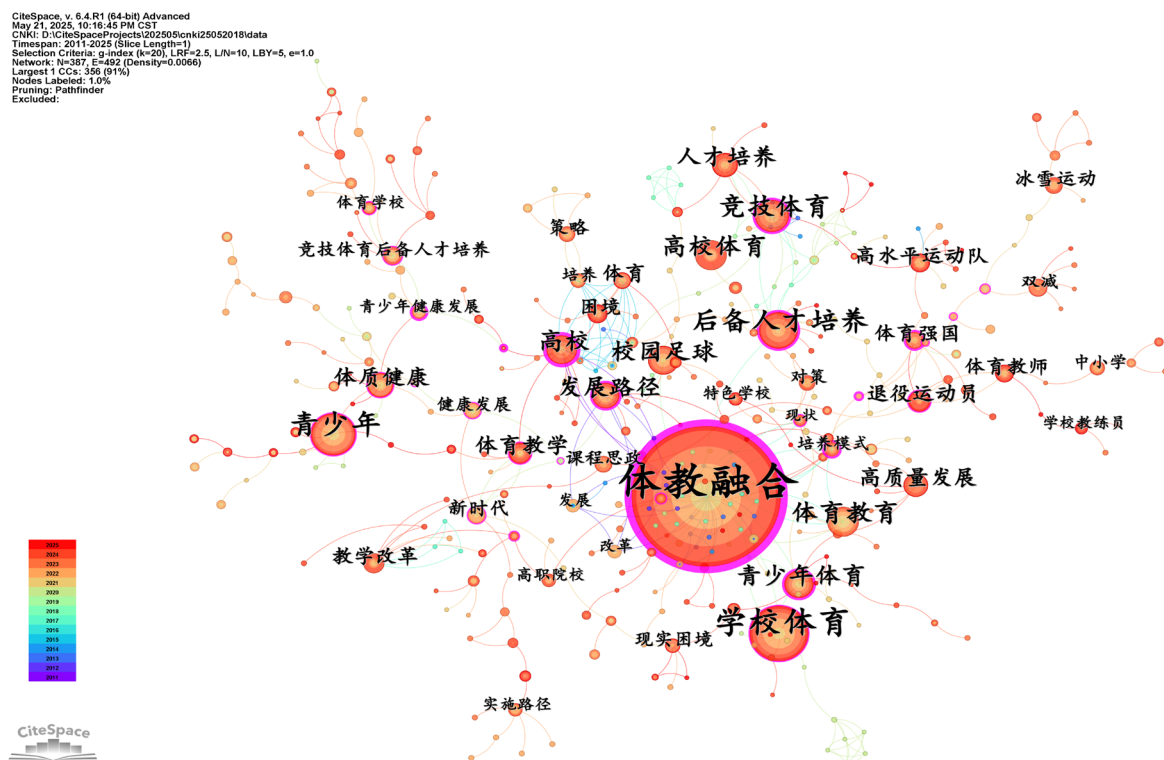 CiteSpace, v. 6.4.R1 (64-bit) Advanced
May 21, 2025, 10:16:45 PM CST
CNKI: D:\CiteSpaceProjects\202505\cnki25052018\data
Timespan: 2011-2025 (Slice Length=1)
Selection Criteria: g-index (k=20), LRF=2.5, L/N=10, LBY=5, e=1.0
Network: N=387, E=492 (Density=0.0066)
Largest 1 CCs: 356 (91%)
Nodes Labeled: 1.0%
Pruning: Pathfinder
Excluded:
人才培养
冰雪运动
体育学校
竞技体育
策略
高校体育
竞技体育后备人才培养
高水平运动队
培养
体育
双减
青少年健康发展
困境
后备人才培养
体育强国
高校
校园足球
体育教师
中小学
体质健康
发展路径
特色学校
对策
退役运动员
健康发展
现状
青少年
学校教练员
体育教学
培养模式
课程思政
体教融合
高质量发展
新时代
发展
体育教育
教学改革
改革
高职院校
青少年体育
学校体育
现实困境
实施路径
2025
2024
2023
2022
2021
2020
2019
2018
2017
2016
2015
2014
2013
2012
2011
CiteSpace